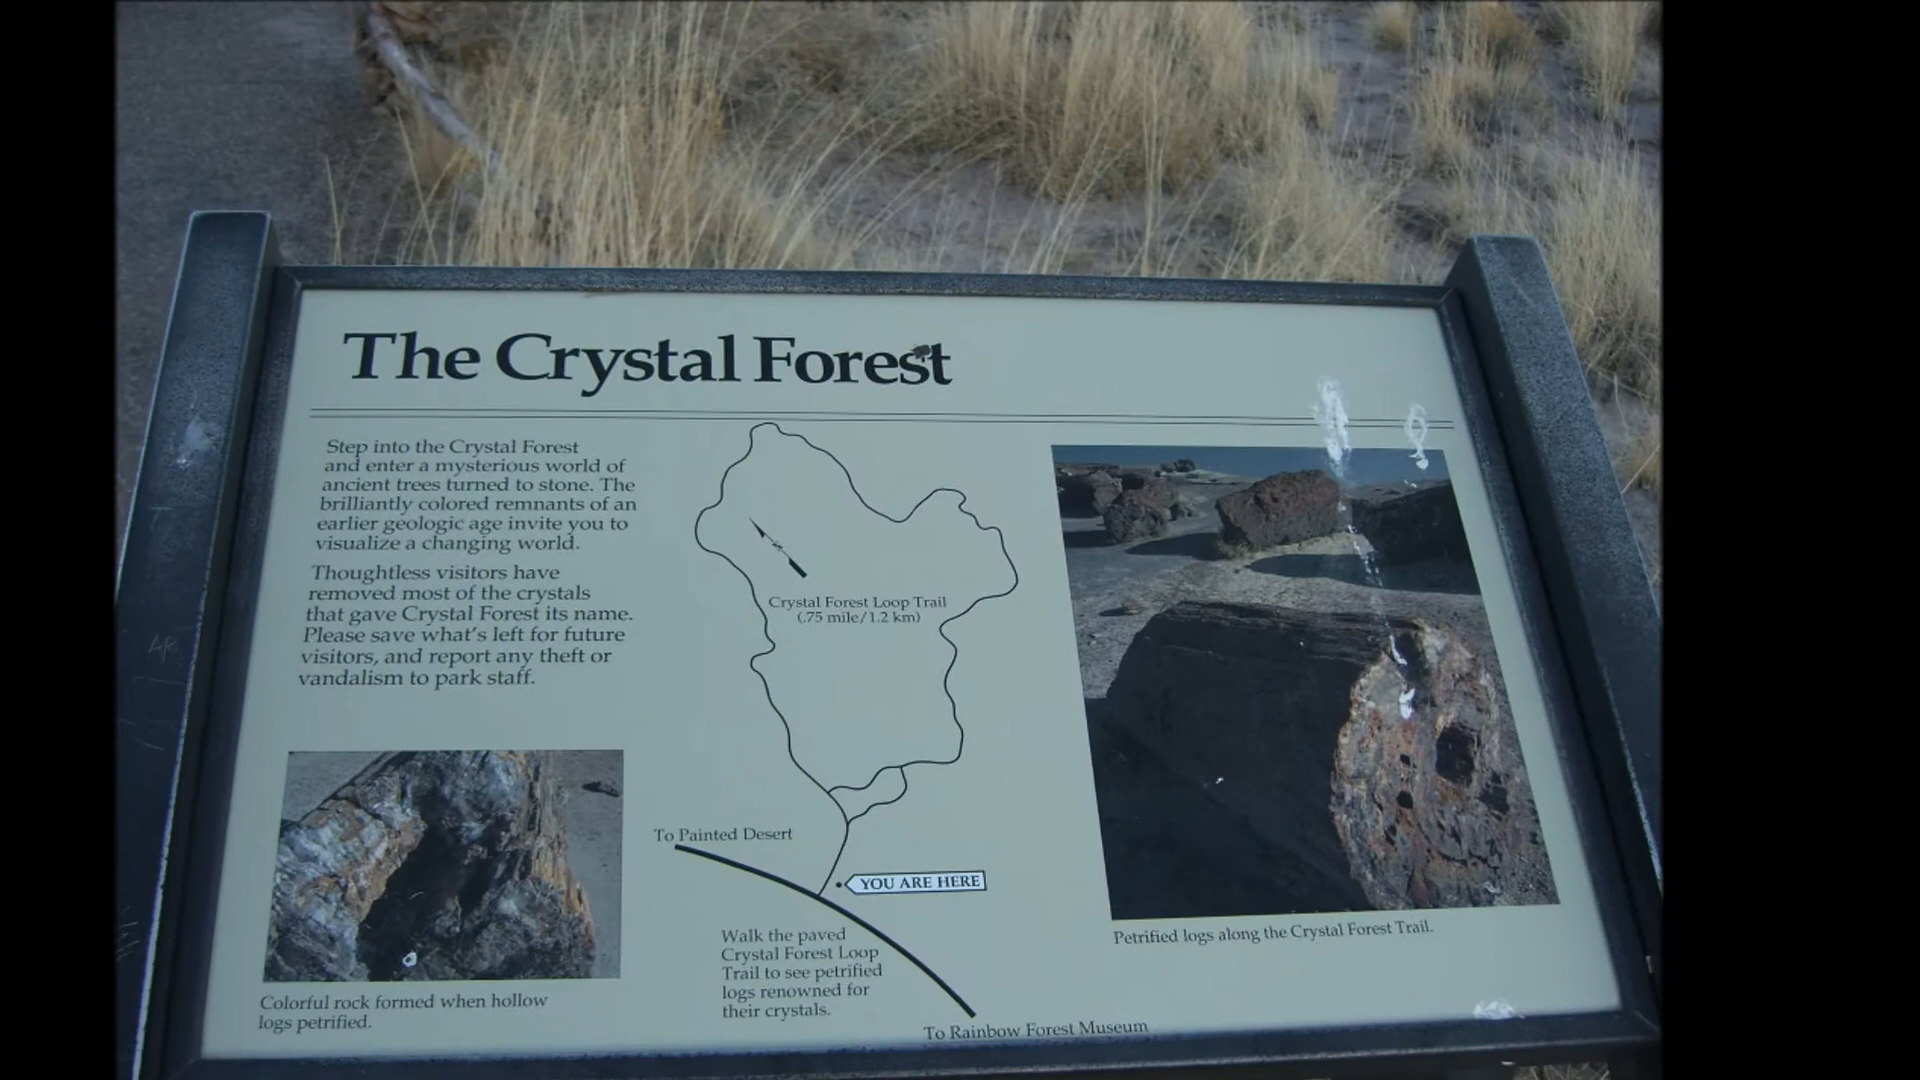 The Crystal Forest
Step into the Crystal Forest
and enter a mysterious world of
ancient trees turned to stone. The
brilliantly colored remnants of an
earlier geologic age invite you to
visualize a changing world.
Thoughtless visitors have
removed most of the crystals
that gave Crystal Forest its name.
Please save what's left for future
visitors, and report any theft or
vandalism to park staff.
Colorful rock formed when hollow
logs petrified.
N
Crystal Forest Loop Trail
(.75 mile/1.2 km)
To Painted Desert
YOU ARE HERE
Walk the paved
Crystal Forest Loop
Trail to see petrified
logs renowned for
their crystals.
To Rainbow Forest Museum
Petrified logs along the Crystal Forest Trail.